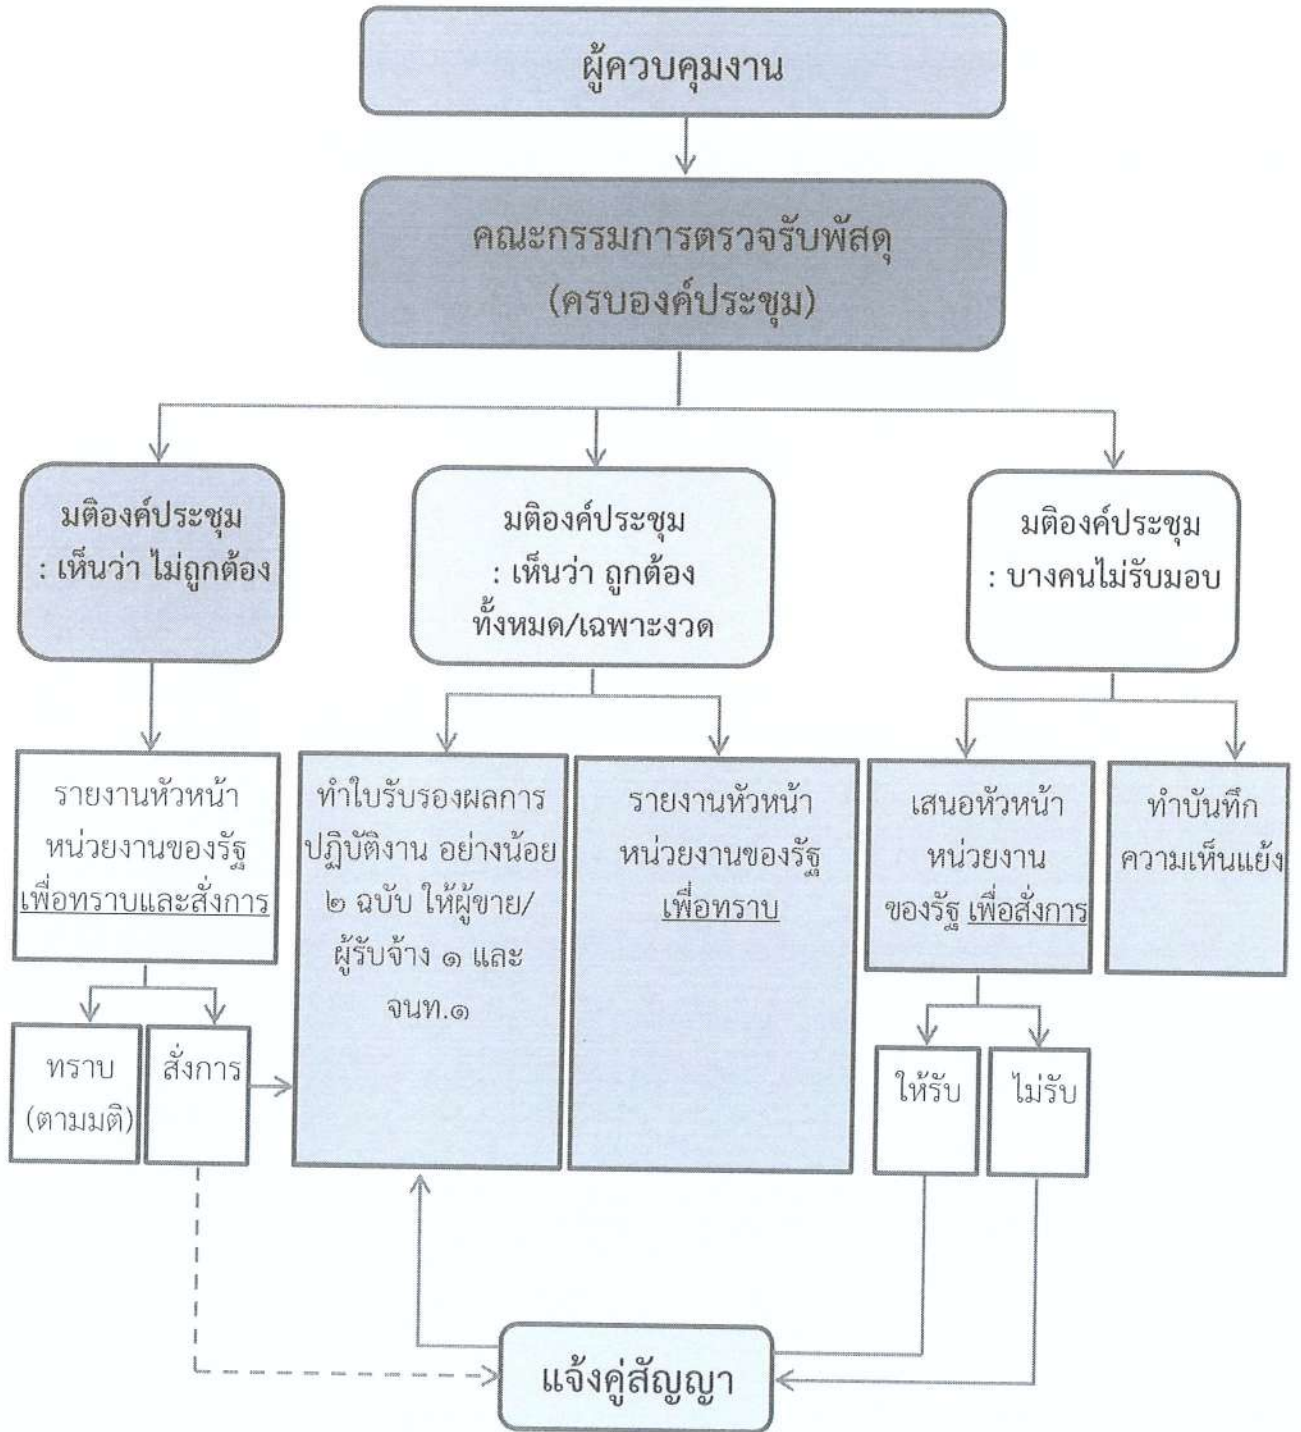 ผู้ควบคุมงาน
คณะกรรมการตรวจรับพัสดุ
(ครบองค์ประชุม)
มติองค์ประชุม
: เห็นว่า ไม่ถูกต้อง
มติองค์ประชุม
: เห็นว่า ถูกต้อง
ทั้งหมด/เฉพาะงวด
มติองค์ประชุม
: บางคนไม่รับมอบ
รายงานหัวหน้า
หน่วยงานของรัฐ
เพื่อทราบและสั่งการ
ทำใบรับรองผลการ
ปฏิบัติงาน อย่างน้อย
๒ ฉบับ ให้ผู้ขาย/
ผู้รับจ้าง ๑ และ
จนท.๑
รายงานหัวหน้า
หน่วยงานของรัฐ
เพื่อทราบ
เสนอหัวหน้า
หน่วยงาน
ของรัฐ เพื่อสั่งการ
ทำบันทึก
ความเห็นแย้ง
ทราบ
(ตามมติ)
สั่งการ
ให้รับ
ไม่รับ
แจ้งคู่สัญญา